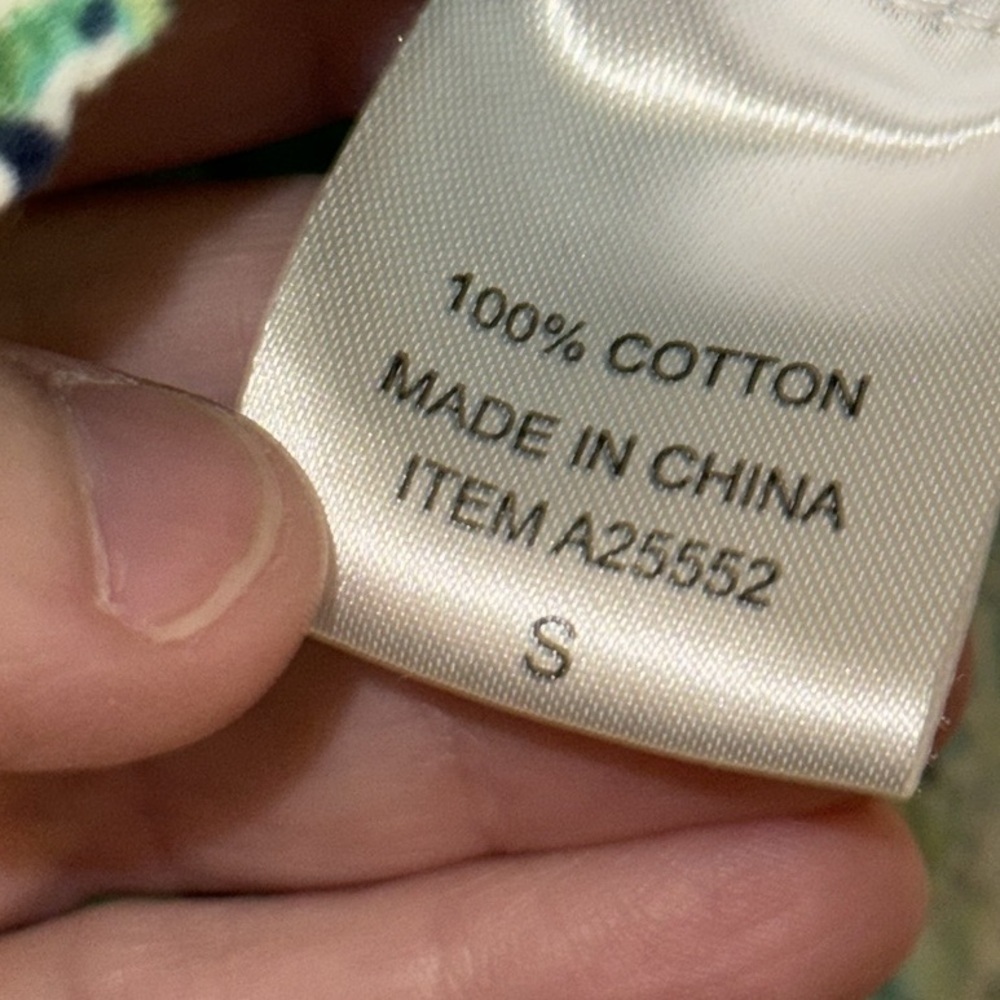 100% COTTON
MADE IN CHINA
ITEM A25552
S